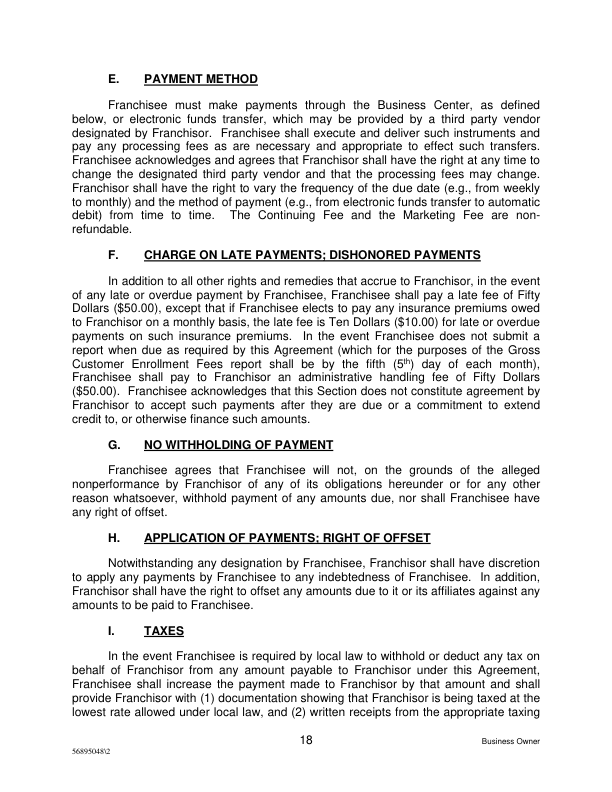 E. PAYMENT METHOD
Franchisee must make payments through the Business Center, as defined
below, or electronic funds transfer, which may be provided by a third party vendor
designated by Franchisor. Franchisee shall execute and deliver such instruments and
pay any processing fees as are necessary and appropriate to effect such transfers.
Franchisee acknowledges and agrees that Franchisor shall have the right at any time to
change the designated third party vendor and that the processing fees may change.
Franchisor shall have the right to vary the frequency of the due date (e.g., from weekly
to monthly) and the method of payment (e.g., from electronic funds transfer to automatic
debit) from time to time. The Continuing Fee and the Marketing Fee are non-
refundable.
F. CHARGE ON LATE PAYMENTS; DISHONORED PAYMENTS
In addition to all other rights and remedies that accrue to Franchisor, in the event
of any late or overdue payment by Franchisee, Franchisee shall pay a late fee of Fifty
Dollars ($50.00), except that if Franchisee elects to pay any insurance premiums owed
to Franchisor on a monthly basis, the late fee is Ten Dollars ($10.00) for late or overdue
payments on such insurance premiums. In the event Franchisee does not submit a
report when due as required by this Agreement (which for the purposes of the Gross
Customer Enrollment Fees report shall be by the fifth (5th) day of each month),
Franchisee shall pay to Franchisor an administrative handling fee of Fifty Dollars
($50.00). Franchisee acknowledges that this Section does not constitute agreement by
Franchisor to accept such payments after they are due or a commitment to extend
credit to, or otherwise finance such amounts.
G. NO WITHHOLDING OF PAYMENT
Franchisee agrees that Franchisee will not, on the grounds of the alleged
nonperformance by Franchisor of any of its obligations hereunder or for any other
reason whatsoever, withhold payment of any amounts due, nor shall Franchisee have
any right of offset.
H. APPLICATION OF PAYMENTS; RIGHT OF OFFSET
Notwithstanding any designation by Franchisee, Franchisor shall have discretion
to apply any payments by Franchisee to any indebtedness of Franchisee. In addition,
Franchisor shall have the right to offset any amounts due to it or its affiliates against any
amounts to be paid to Franchisee.
I. TAXES
In the event Franchisee is required by local law to withhold or deduct any tax on
behalf of Franchisor from any amount payable to Franchisor under this Agreement,
Franchisee shall increase the payment made to Franchisor by that amount and shall
provide Franchisor with (1) documentation showing that Franchisor is being taxed at the
lowest rate allowed under local law, and (2) written receipts from the appropriate taxing
18
Business Owner
56895048\2